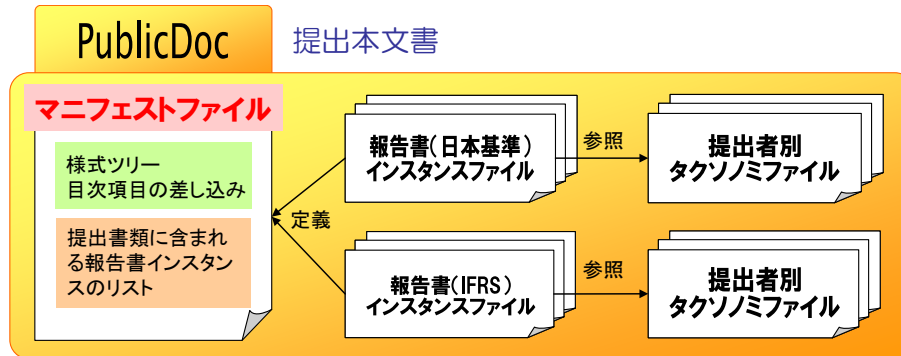 PublicDoc
提出本文書
マニフェストファイル
様式ツリー
目次項目の差し込み
提出書類に含まれ
る報告書インスタン
スのリスト
定義
報告書(日本基準)
インスタンスファイル
参照
提出者別
タクソノミファイル
報告書(IFRS)
インスタンスファイル
参照
提出者別
タクソノミファイル